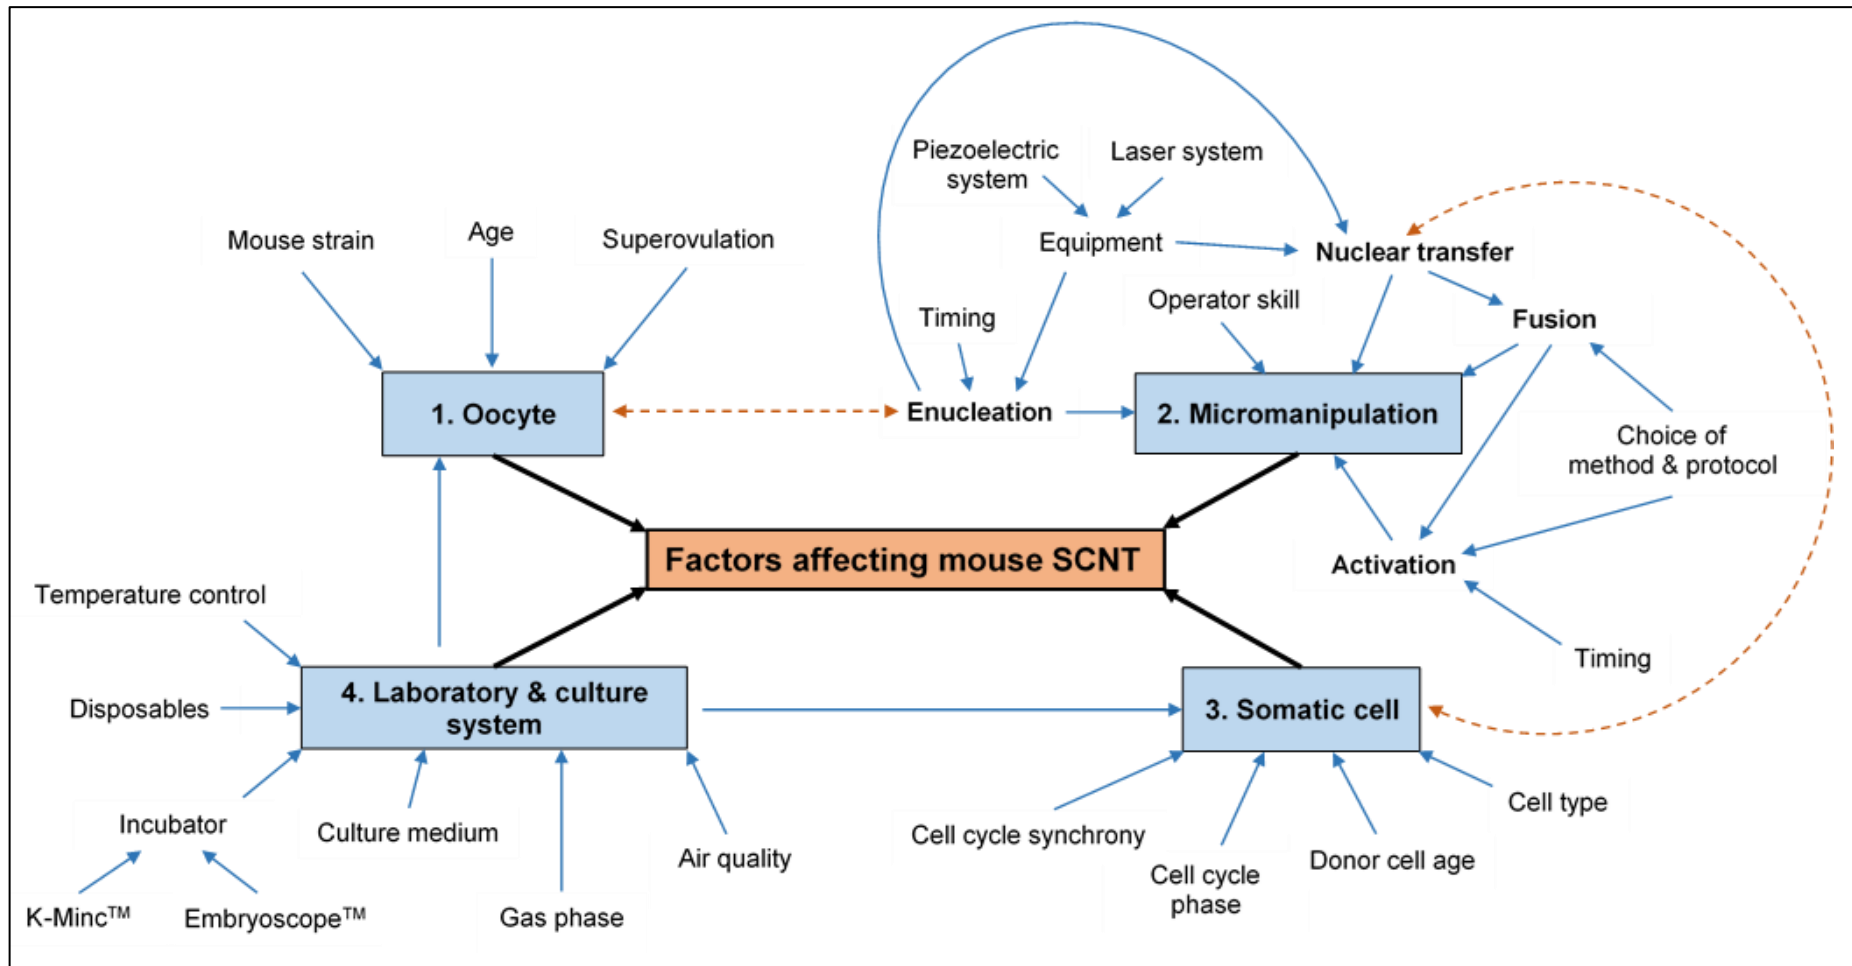 Piezoelectric
system
Laser system
Mouse strain
Age
Superovulation
Equipment
Nuclear transfer
Timing
Operator skill
Fusion
1. Oocyte
Enucleation
2. Micromanipulation
Choice of
method & protocol
Factors affecting mouse SCNT
Activation
Temperature control
Timing
Disposables
4. Laboratory & culture
system
3. Somatic cell
Incubator
Culture medium
Air quality
Cell cycle synchrony
Cell cycle
phase
Donor cell age
Cell type
K-Minc™
Embryoscope™
Gas phase